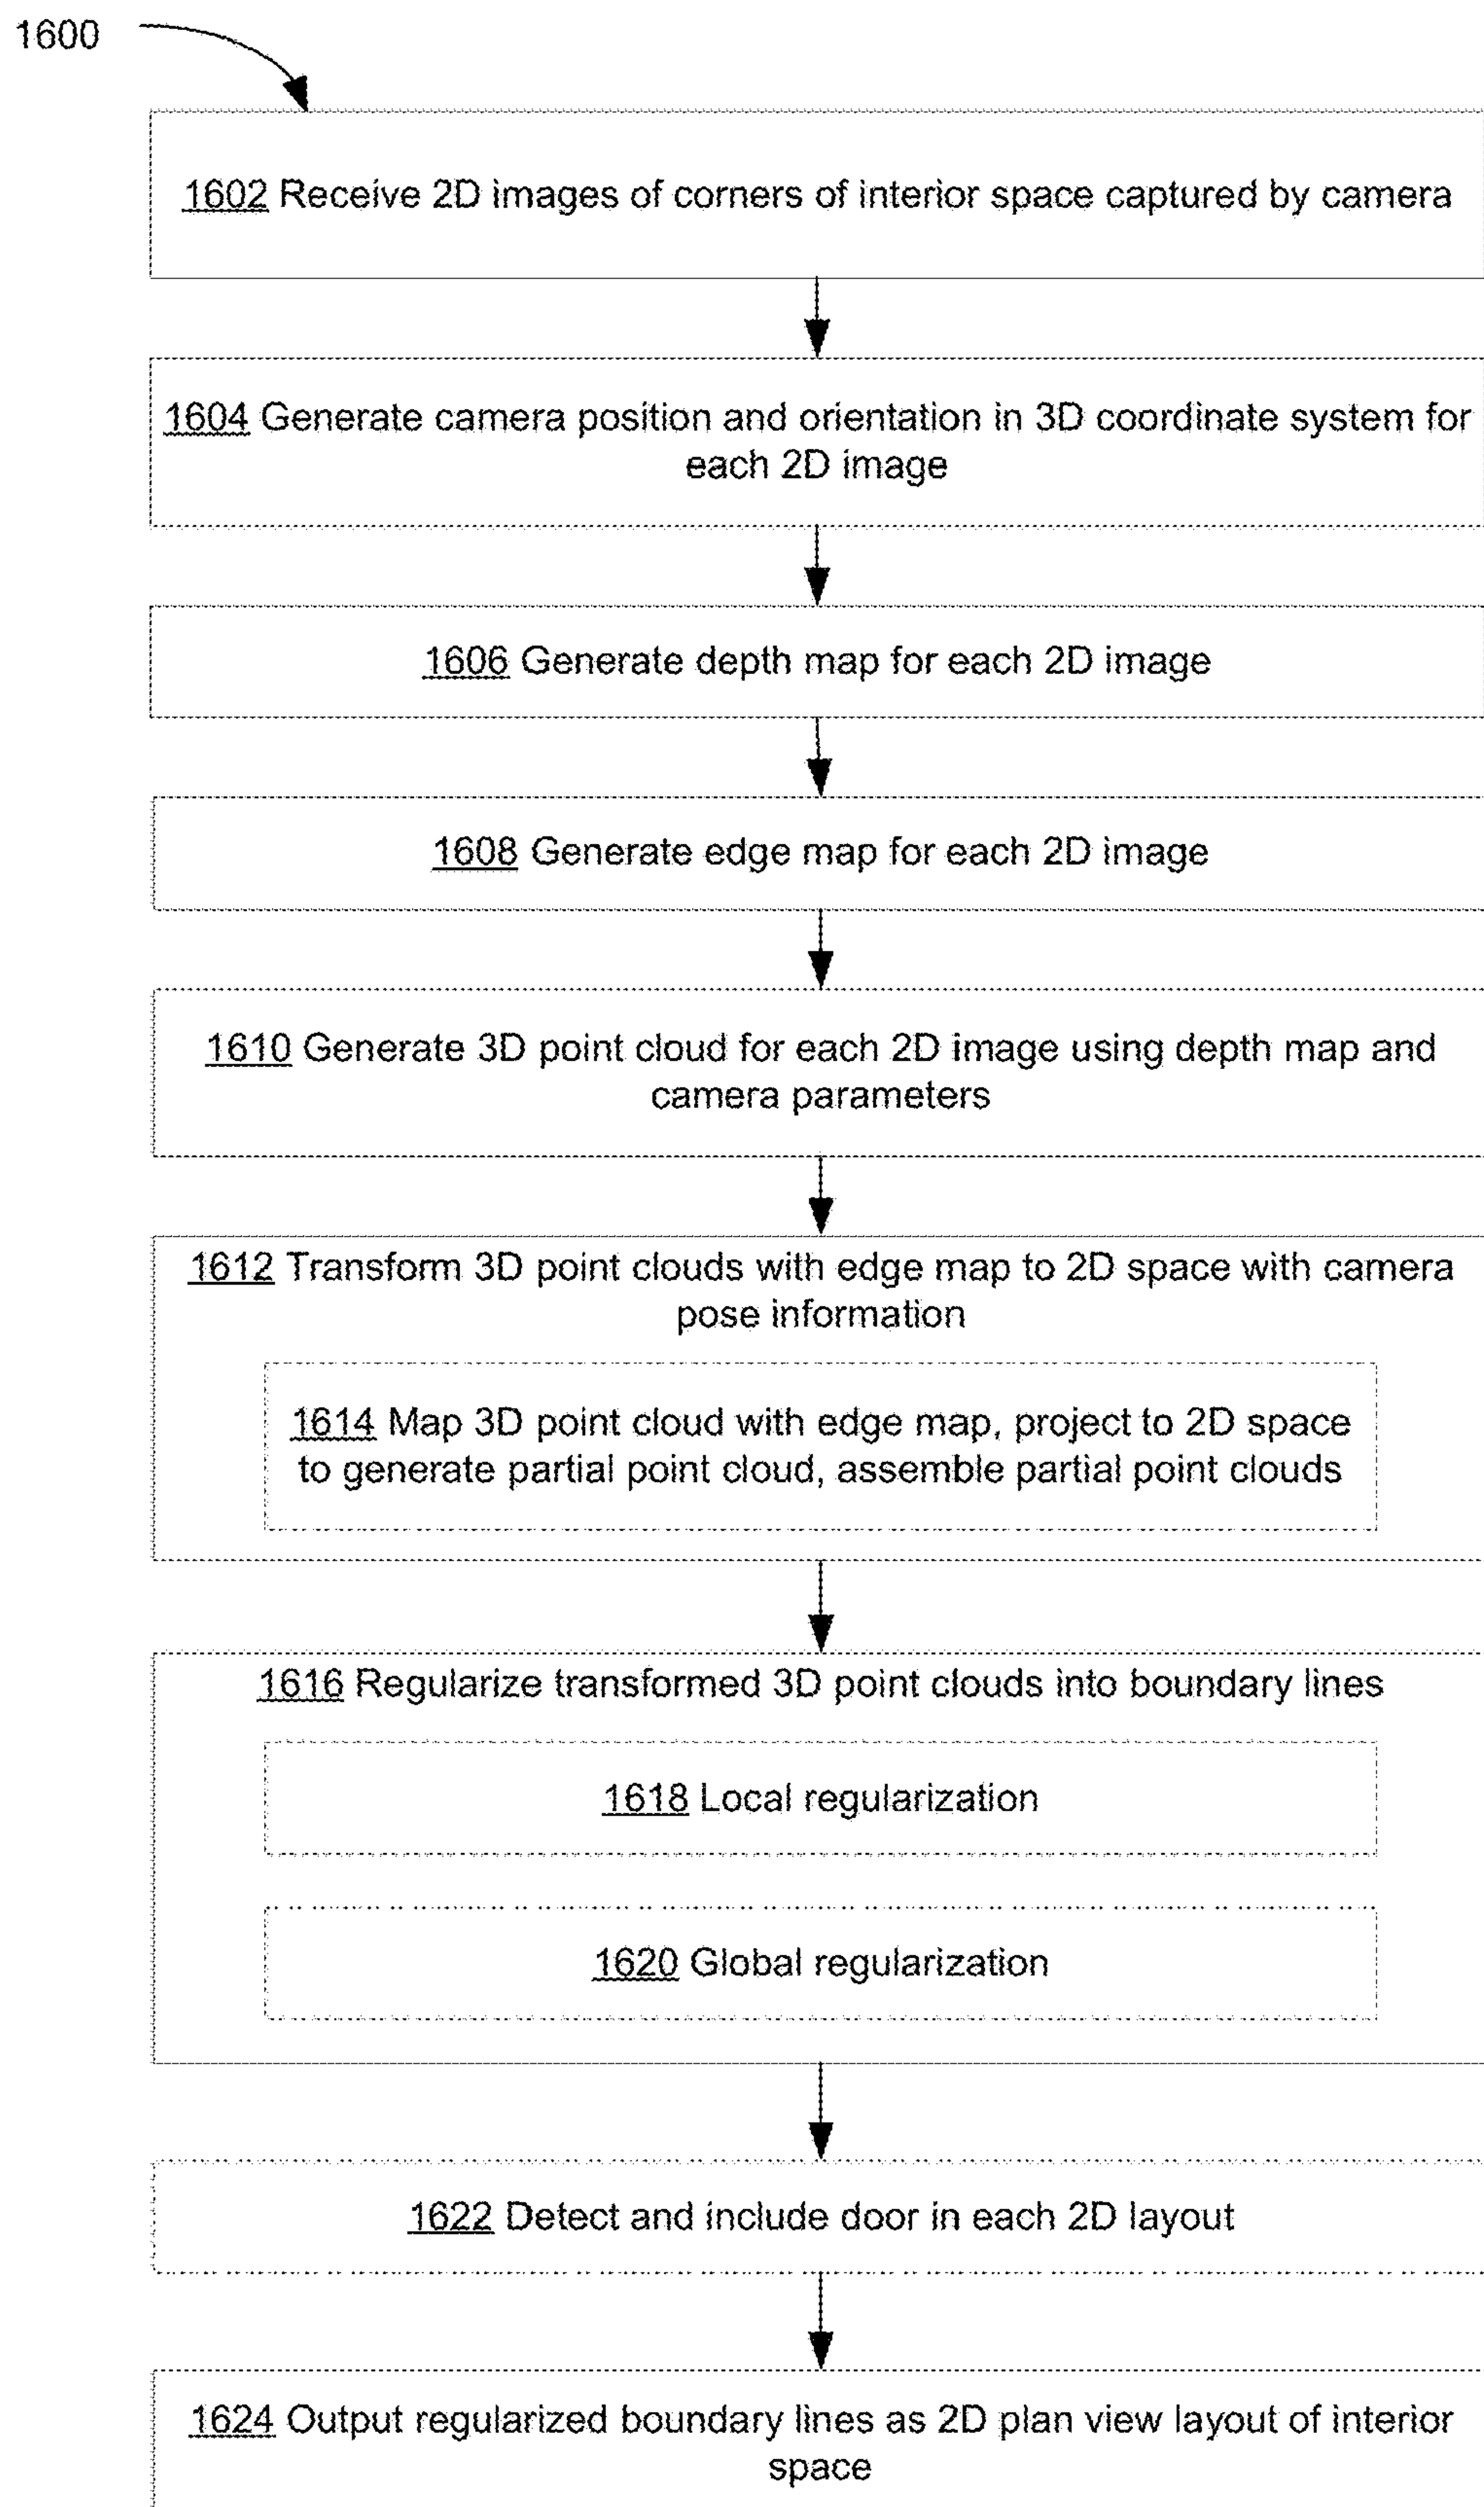 1600
1602 Receive 2D images of corners of interior space captured by camera
1604 Generate camera position and orientation in 3D coordinate system for
each 2D image
1606 Generate depth map for each 2D image
1608 Generate edge map for each 2D image
1610 Generate 3D point cloud for each 2D image using depth map and
camera parameters
1612 Transform 3D point clouds with edge map to 2D space with camera
pose information
1614 Map 3D point cloud with edge map, project to 2D space
to generate partial point cloud, assemble partial point clouds
1616 Regularize transformed 3D point clouds into boundary lines
1618 Local regularization
1620 Global regularization
1622 Detect and include door in each 2D layout
1624 Output regularized boundary lines as 2D plan view layout of interior
space